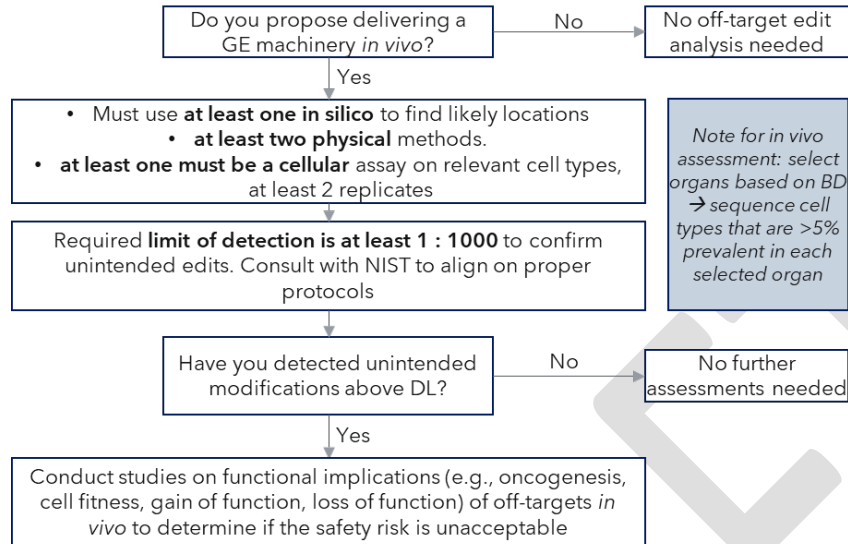 Do you propose delivering a
GE machinery in vivo?
No
No off-target edit
analysis needed
Yes
• Must use at least one in silico to find likely locations
• at least two physical methods.
• at least one must be a cellular assay on relevant cell types,
at least 2 replicates
Note for in vivo
assessment: select
organs based on BD
→ sequence cell
types that are >5%
prevalent in each
selected organ
Required limit of detection is at least 1 : 1000 to confirm
unintended edits. Consult with NIST to align on proper
protocols
Have you detected unintended
modifications above DL?
No
No further
assessments needed
Yes
Conduct studies on functional implications (e.g., oncogenesis,
cell fitness, gain of function, loss of function) of off-targets in
vivo to determine if the safety risk is unacceptable